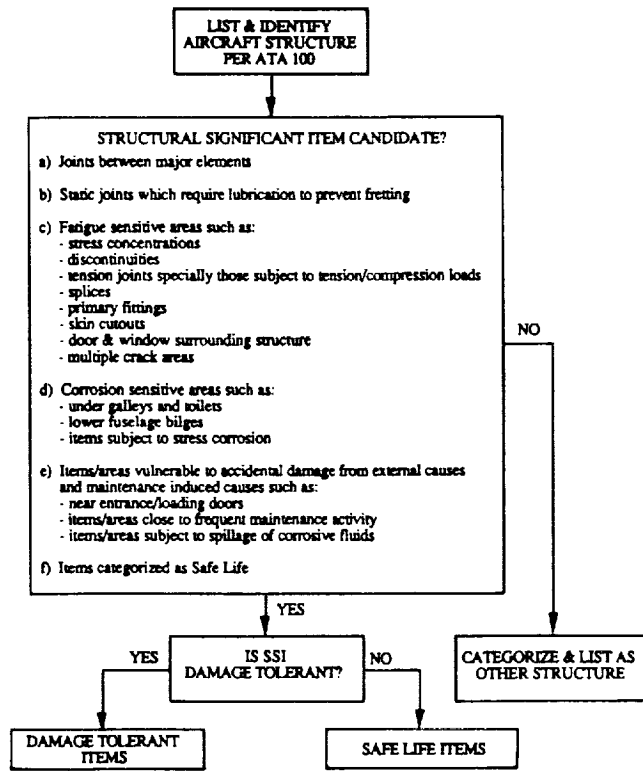 LIST & IDENTIFY
AIRCRAFT STRUCTURE
PER ATA 100
STRUCTURAL SIGNIFICANT ITEM CANDIDATE?
a) Joints between major elements
b) Static joints which require lubrication to prevent fretting
c) Fatigue sensitive areas such as:
- stress concentrations
- discontinuities
- tension joints specially those subject to tension/compression loads
- splices
- primary fittings
- skin cutouts
- door & window surrounding structure
- multiple crack areas
d) Corrosion sensitive areas such as:
- under galleys and toilets
- lower fuselage bilges
- items subject to stress corrosion
e) Items/areas vulnerable to accidental damage from external causes
and maintenance induced causes such as:
- near entrance/loading doors
- items/areas close to frequent maintenance activity
- items/areas subject to spillage of corrosive fluids
f) Items categorized as Safe Life
NO
YES
IS SSI
DAMAGE TOLERANT?
YES
NO
CATEGORIZE & LIST AS
OTHER STRUCTURE
DAMAGE TOLERANT
ITEMS
SAFE LIFE ITEMS